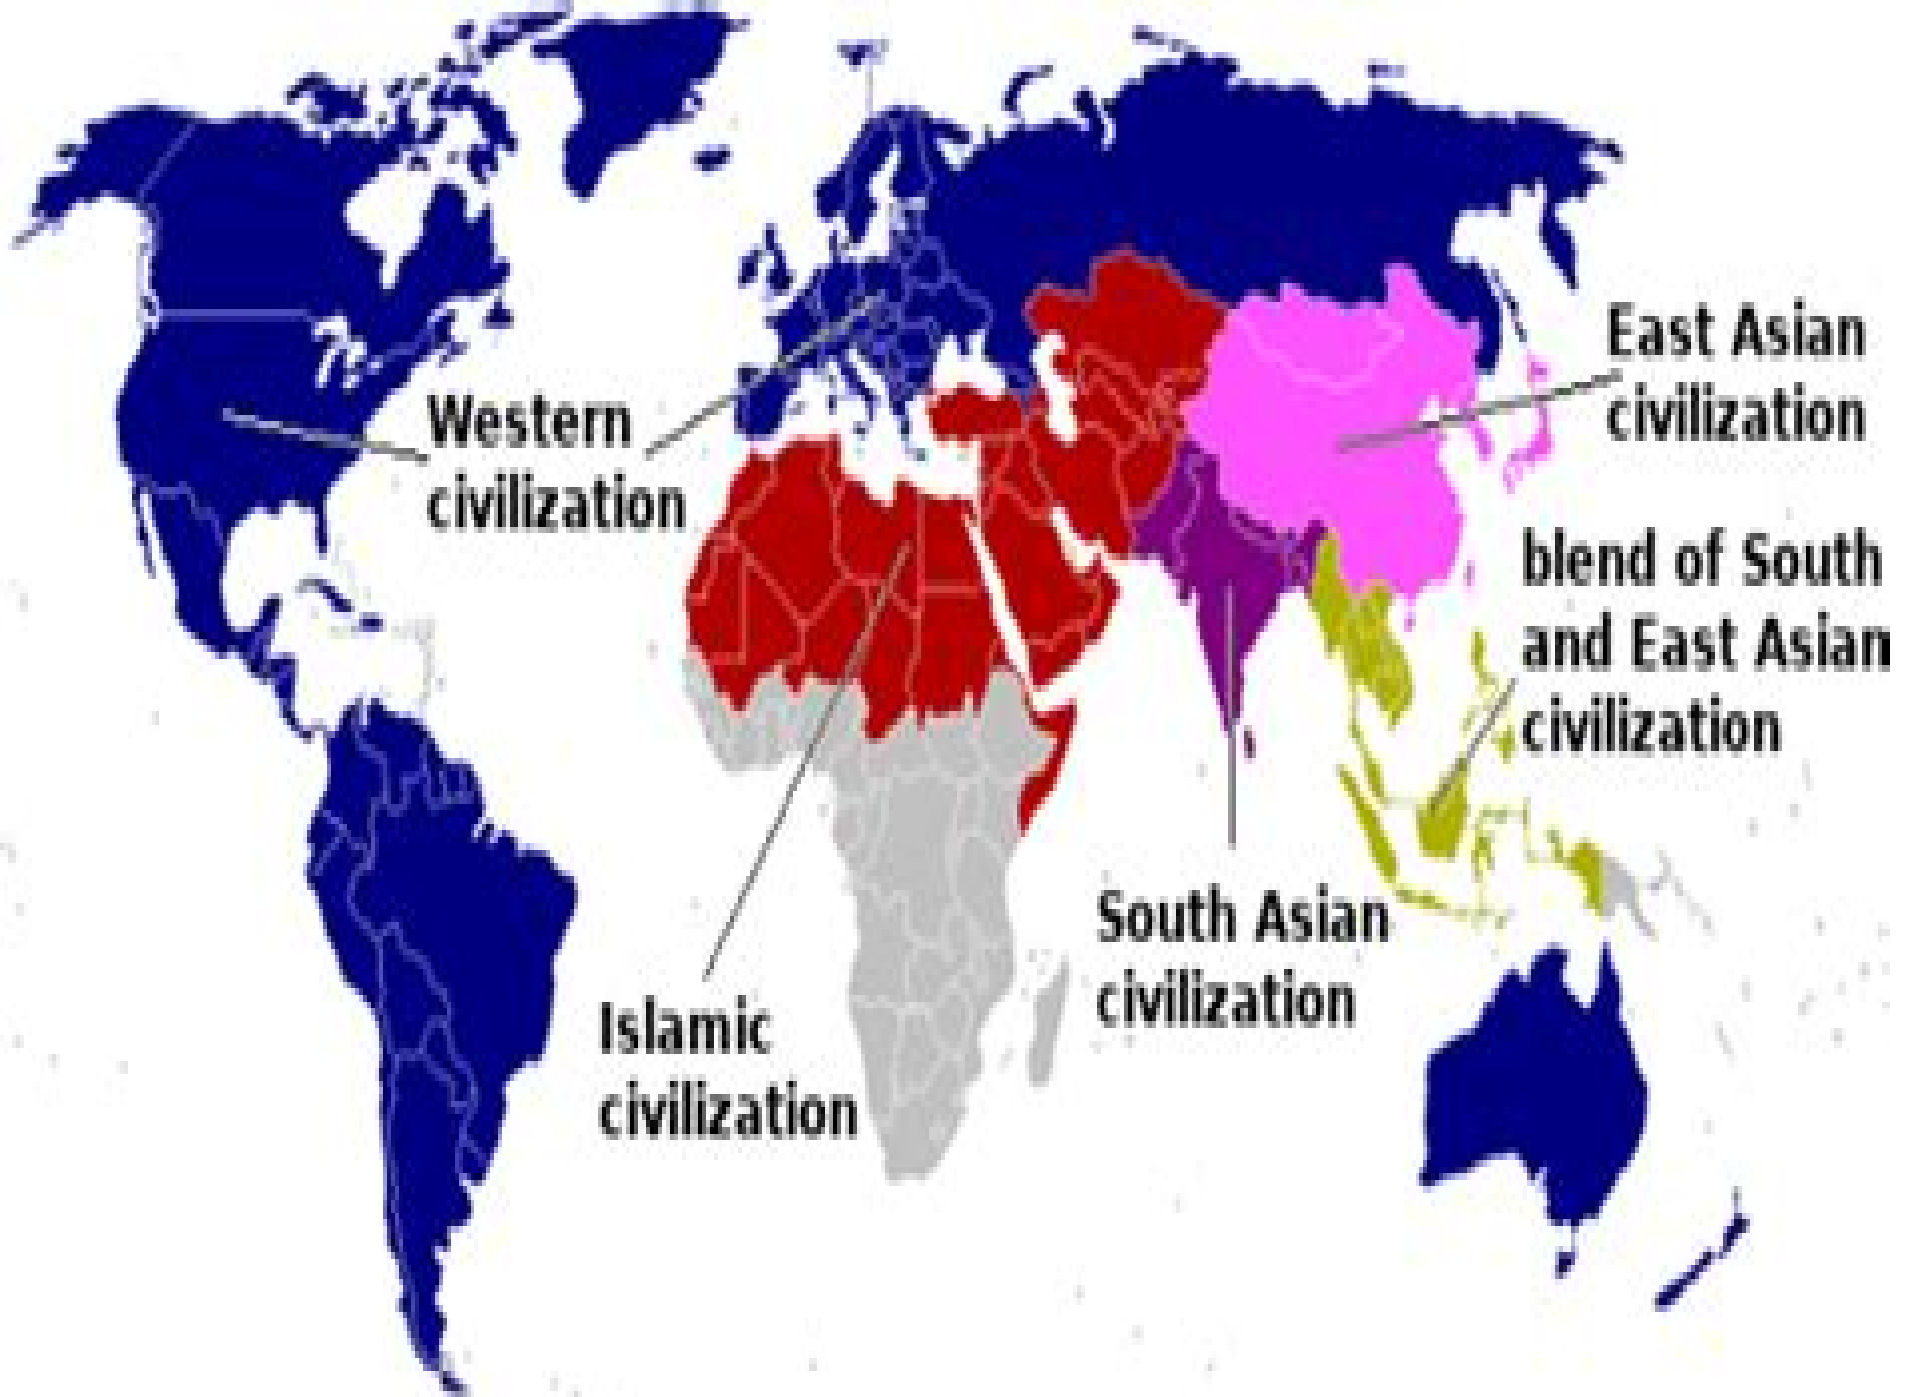 Western
civilization
East Asian
civilization
blend of South
and East Asian
civilization
South Asian
civilization
Islamic
civilization